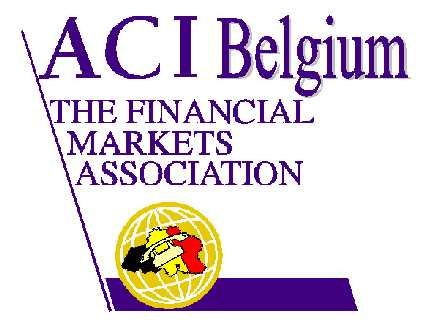 ACI Belgium
THE FINANCIAL
MARKETS
ASSOCIATION